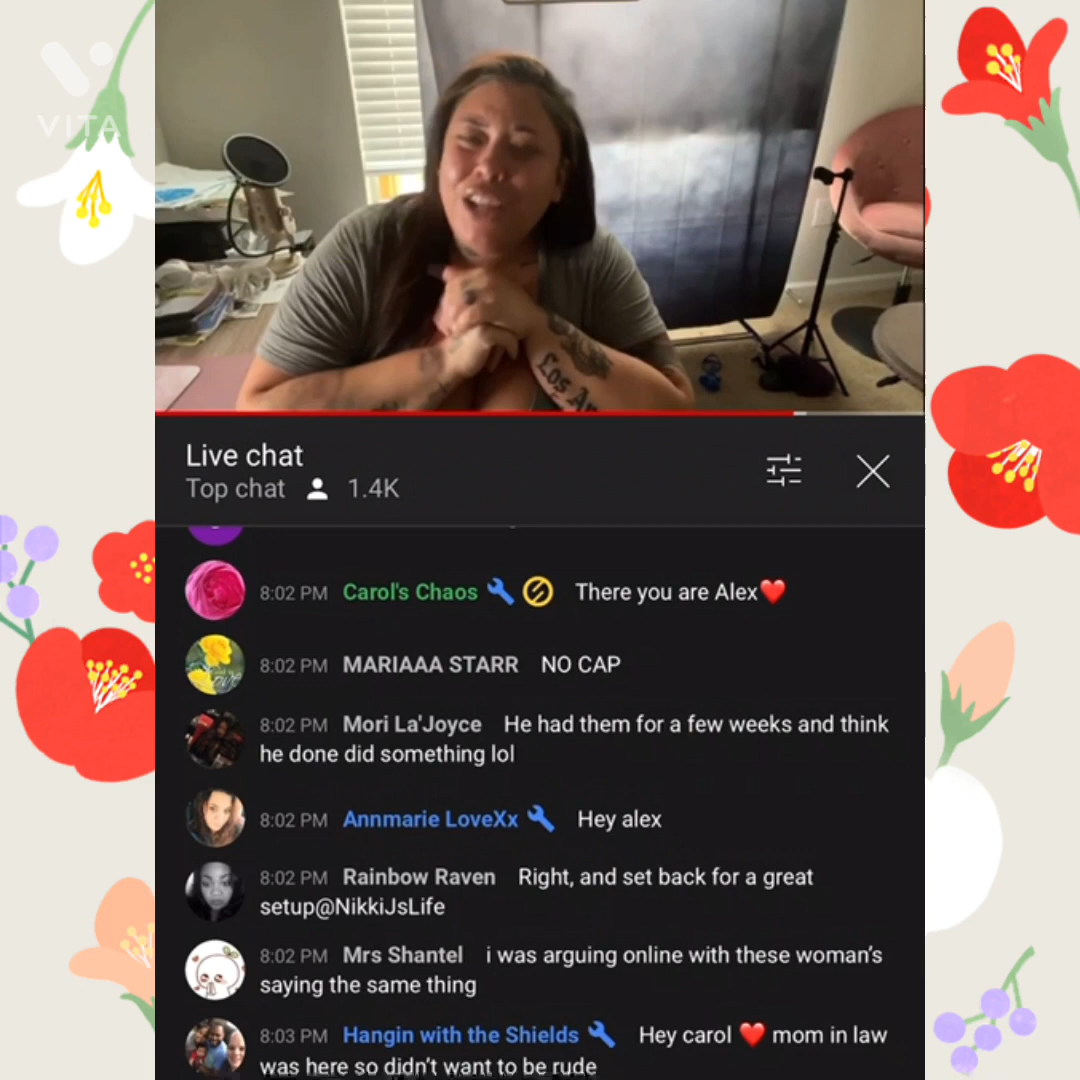 VITA
Los An
Live chat
Top chat 1.4K
8:02 PM Carol's Chaos There you are Alex❤️
8:02 PM MARIAAA STARR NO CAP
8:02 PM Mori La'Joyce He had them for a few weeks and think
he done did something lol
8:02 PM Annmarie LoveXx Hey alex
8:02 PM Rainbow Raven Right, and set back for a great
setup@NikkiJsLife
8:02 PM Mrs Shantel i was arguing online with these woman's
saying the same thing
8:03 PM Hangin with the Shields Hey carol ❤️ mom in law
was here so didn't want to be rude